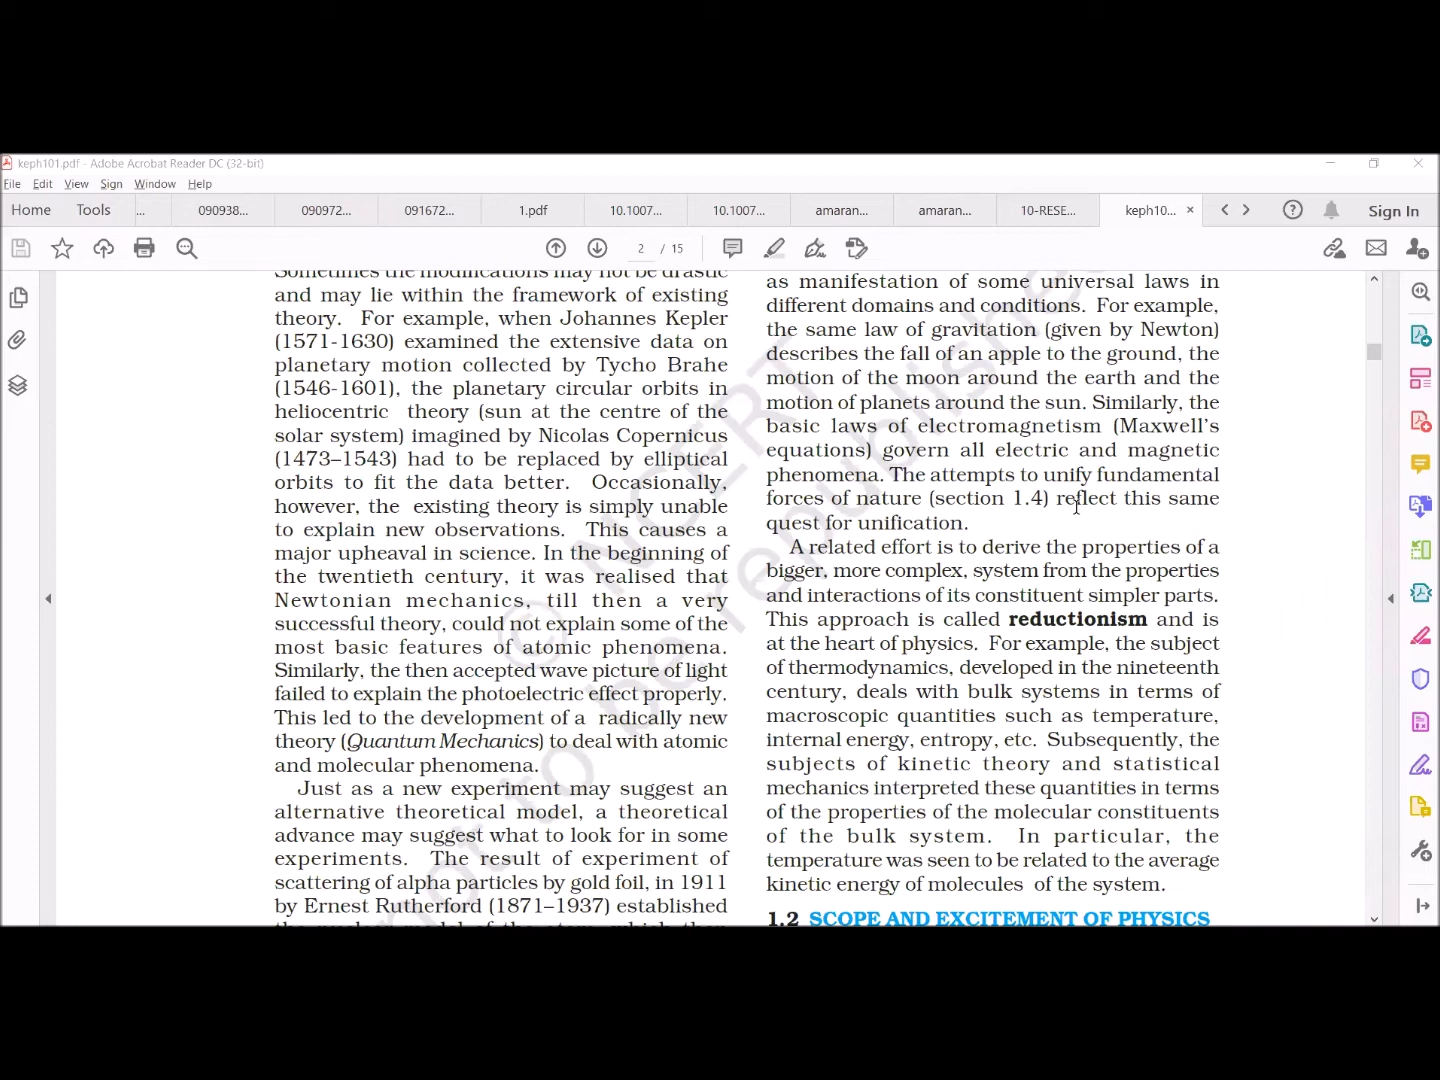 keph101.pdf - Adobe Acrobat Reader DC (32-bit)
File Edit View Sign Window Help
Home Tools ... 090938... 090972... 091672... 1.pdf 10.1007... 10.1007... amaran... amaran... 10-RESE... keph10... × Sign In
2 / 15
Sometimes the modifications may not be drastic
and may lie within the framework of existing
theory. For example, when Johannes Kepler
(1571-1630) examined the extensive data on
planetary motion collected by Tycho Brahe
(1546-1601), the planetary circular orbits in
heliocentric theory (sun at the centre of the
solar system) imagined by Nicolas Copernicus
(1473–1543) had to be replaced by elliptical
orbits to fit the data better. Occasionally,
however, the existing theory is simply unable
to explain new observations. This causes a
major upheaval in science. In the beginning of
the twentieth century, it was realised that
Newtonian mechanics, till then a very
successful theory, could not explain some of the
most basic features of atomic phenomena.
Similarly, the then accepted wave picture of light
failed to explain the photoelectric effect properly.
This led to the development of a radically new
theory (Quantum Mechanics) to deal with atomic
and molecular phenomena.
Just as a new experiment may suggest an
alternative theoretical model, a theoretical
advance may suggest what to look for in some
experiments. The result of experiment of
scattering of alpha particles by gold foil, in 1911
by Ernest Rutherford (1871–1937) established
the nuclear model of the atom, which then
as manifestation of some universal laws in
different domains and conditions. For example,
the same law of gravitation (given by Newton)
describes the fall of an apple to the ground, the
motion of the moon around the earth and the
motion of planets around the sun. Similarly, the
basic laws of electromagnetism (Maxwell's
equations) govern all electric and magnetic
phenomena. The attempts to unify fundamental
forces of nature (section 1.4) reflect this same
quest for unification.
A related effort is to derive the properties of a
bigger, more complex, system from the properties
and interactions of its constituent simpler parts.
This approach is called reductionism and is
at the heart of physics. For example, the subject
of thermodynamics, developed in the nineteenth
century, deals with bulk systems in terms of
macroscopic quantities such as temperature,
internal energy, entropy, etc. Subsequently, the
subjects of kinetic theory and statistical
mechanics interpreted these quantities in terms
of the properties of the molecular constituents
of the bulk system. In particular, the
temperature was seen to be related to the average
kinetic energy of molecules of the system.
1.2 SCOPE AND EXCITEMENT OF PHYSICS
© NCERT
not to be republished